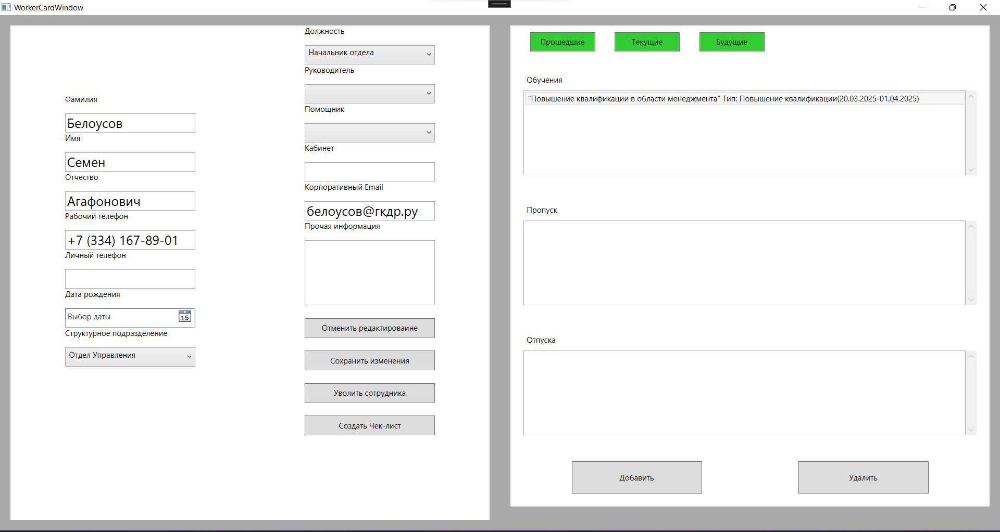 WorkerCardWindow
Фамилия
Белоусов
Имя
Семен
Отчество
Агафонович
Рабочий телефон
+7 (334) 167-89-01
Личный телефон
Дата рождения
Выбор даты
15
Структурное подразделение
Отдел Управления
Должность
Начальник отдела
Руководитель
Помощник
Кабинет
Корпоративный Email
белоусов@гкдр.ру
Прочая информация
Отменить редактироваине
Сохранить изменения
Уволить сотрудника
Создать Чек-лист
Прошедшие
Текущие
Будущие
Обучения
"Повышение квалификации в области менеджмента" Тип: Повышение квалификации(20.03.2025-01.04.2025)
Пропуск
Отпуска
Добавить
Удалить